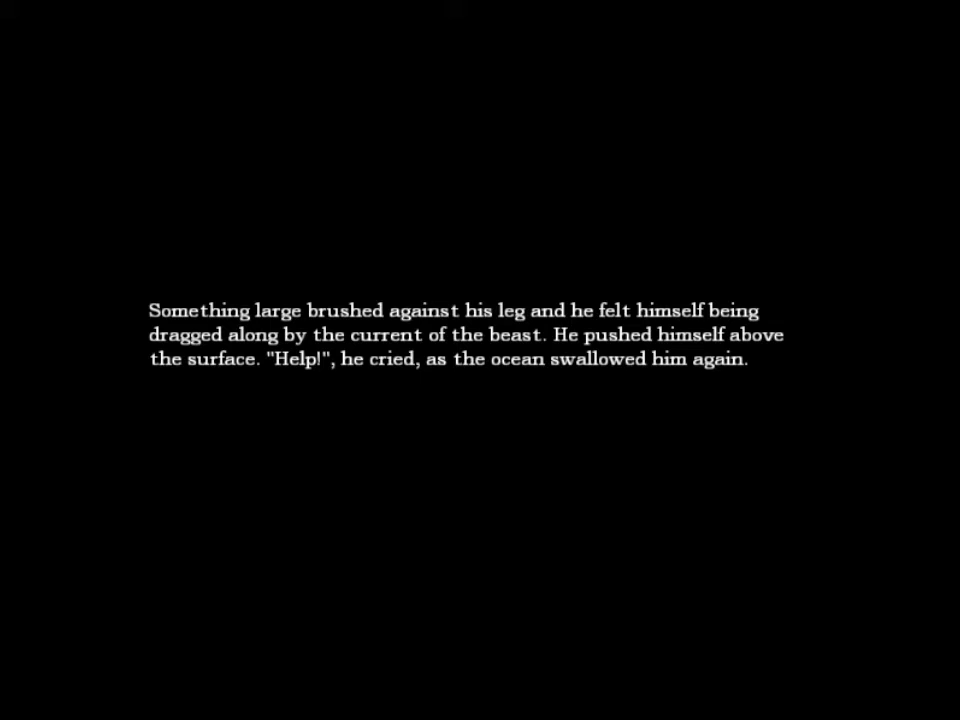 Something large brushed against his leg and he felt himself being
dragged along by the current of the beast. He pushed himself above
the surface. "Help!", he cried, as the ocean swallowed him again.